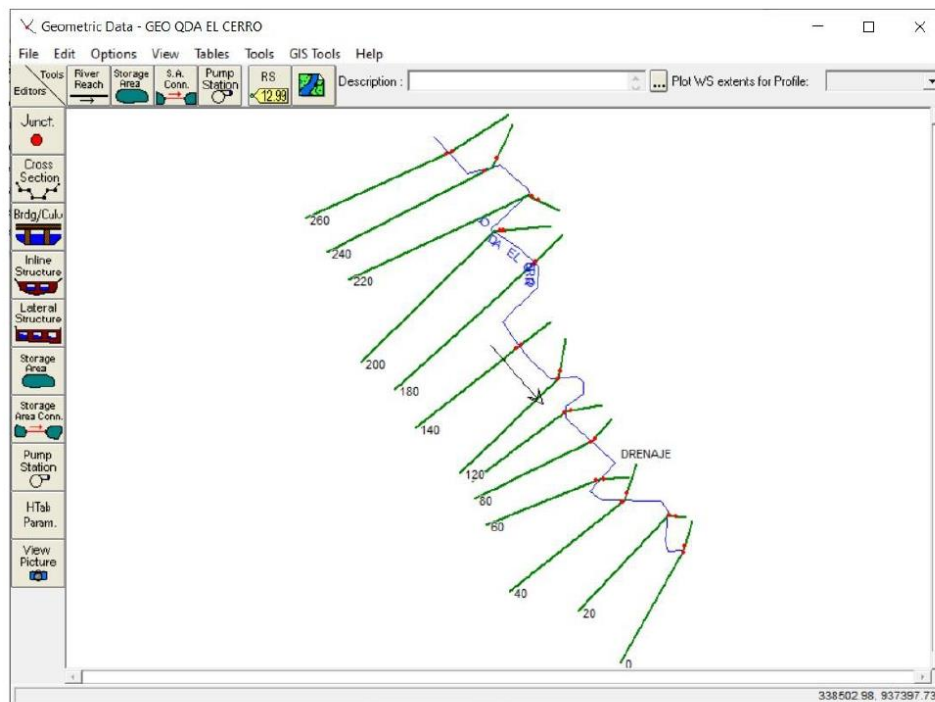 Geometric Data - GEO QDA EL CERRO
File Edit Options View Tables Tools GIS Tools Help
Tools
Editors
River Reach
Storage Area
S.A. Conn.
Pump Station
RS
12.99
Description :
...
Plot WS extents for Profile:
Junct.
Cross Section
Brdg/Culv
Inline Structure
Lateral Structure
Storage Area
Storage Area Conn.
Pump Station
HTab Param.
View Picture
260
240
220
QDA EL
200
180
140
120
80
DRENAJE
60
40
20
0
338502.98, 937397.73